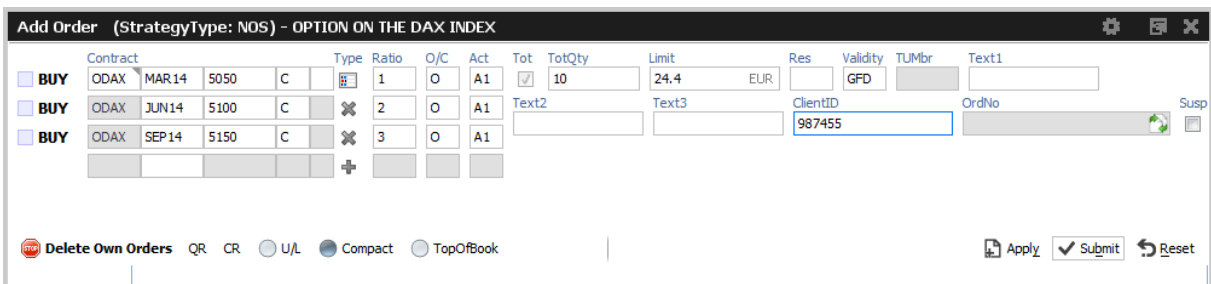 Add Order (StrategyType: NOS) - OPTION ON THE DAX INDEX
Contract Type Ratio O/C Act Tot TotQty Limit Res Validity TUMbr Text1
BUY ODAX MAR14 5050 C 1 O A1 10 24.4 EUR GFD
BUY ODAX JUN14 5100 C 2 O A1 Text2 Text3 ClientID OrdNo Susp
987455
BUY ODAX SEP14 5150 C 3 O A1
STOP Delete Own Orders QR CR U/L Compact TopOfBook Apply Submit Reset